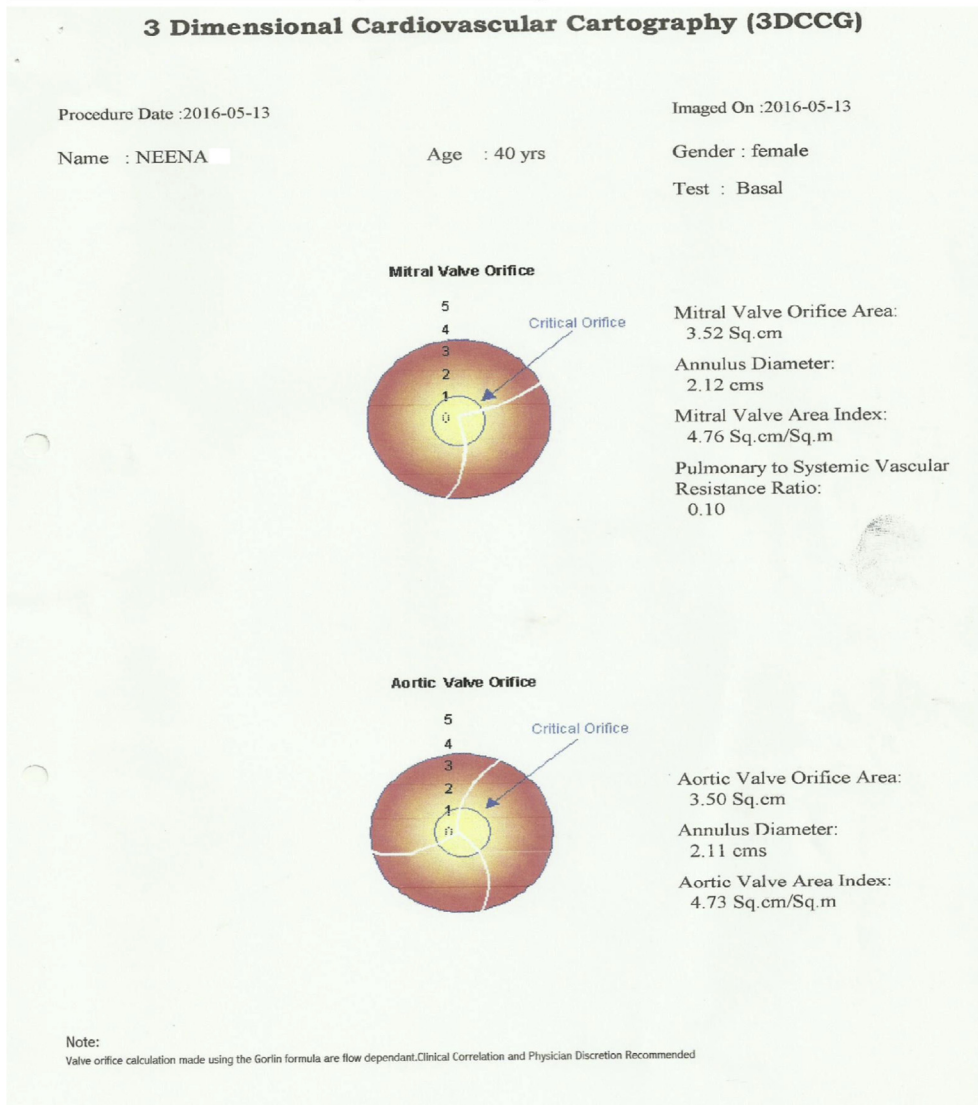 3 Dimensional Cardiovascular Cartography (3DCCG)
Procedure Date :2016-05-13
Imaged On :2016-05-13
Name : NEENA
Age : 40 yrs
Gender : female
Test : Basal
Mitral Valve Orifice
5
4
3
2
1
0
Critical Orifice
Mitral Valve Orifice Area:
3.52 Sq.cm
Annulus Diameter:
2.12 cms
Mitral Valve Area Index:
4.76 Sq.cm/Sq.m
Pulmonary to Systemic Vascular
Resistance Ratio:
0.10
Aortic Valve Orifice
5
4
3
2
1
0
Critical Orifice
Aortic Valve Orifice Area:
3.50 Sq.cm
Annulus Diameter:
2.11 cms
Aortic Valve Area Index:
4.73 Sq.cm/Sq.m
Note:
Valve orifice calculation made using the Gorlin formula are flow dependant.Clinical Correlation and Physician Discretion Recommended